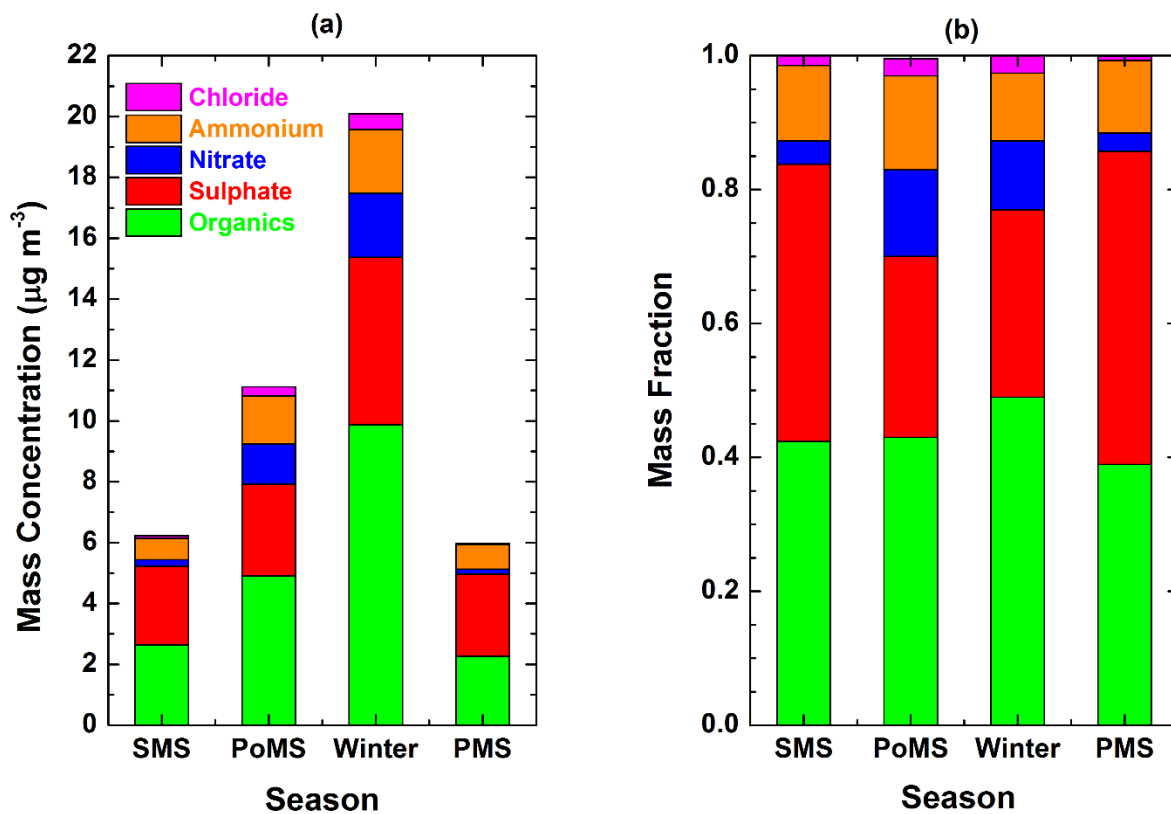 (a)
Mass Concentration (μg m-3)
22
20
18
16
14
12
10
8
6
4
2
0
Chloride
Ammonium
Nitrate
Sulphate
Organics
SMS PoMS Winter PMS
Season
(b)
Mass Fraction
1.0
0.8
0.6
0.4
0.2
0.0
SMS PoMS Winter PMS
Season